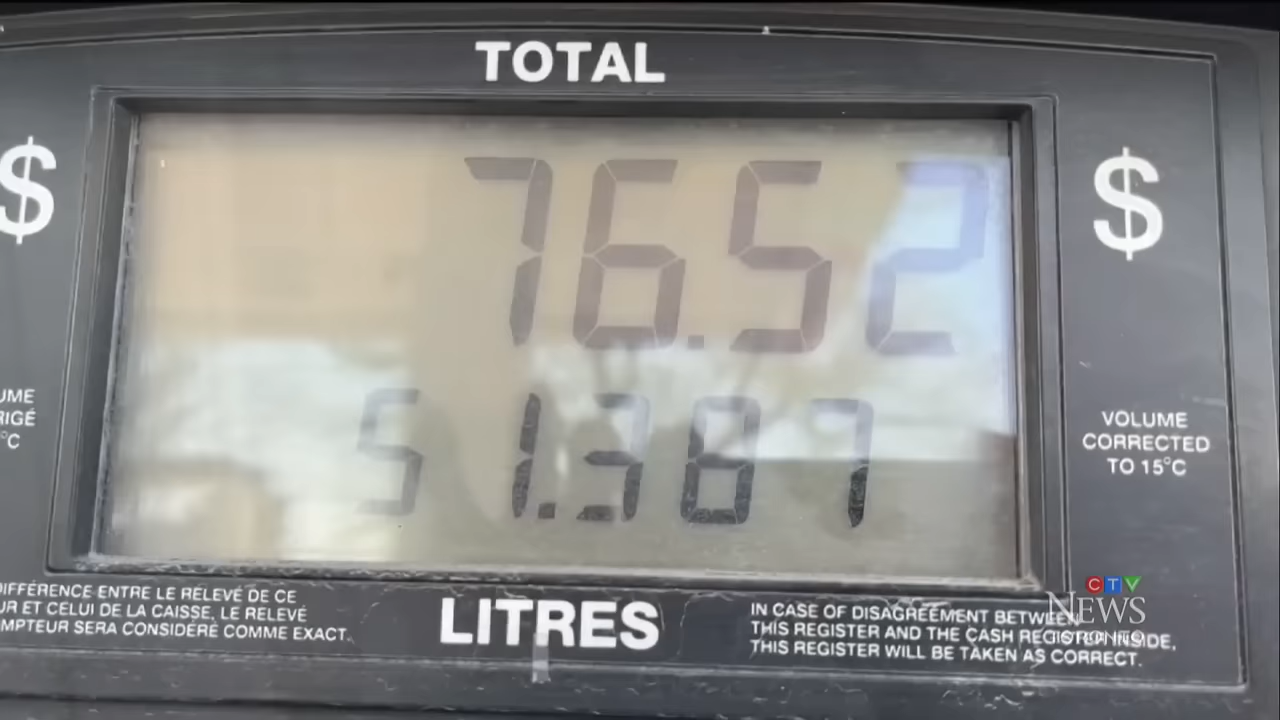 TOTAL
$ $
76.52
51.387
UME
RIGÉ
°C
VOLUME
CORRECTED
TO 15°C
LITRES
DIFFÉRENCE ENTRE LE RELEVÉ DE CE
UR ET CELUI DE LA CAISSE, LE RELEVÉ
MPTEUR SERA CONSIDÉRÉ COMME EXACT.
IN CASE OF DISAGREEMENT BETWEEN
THIS REGISTER AND THE CASH REGISTER INSIDE,
THIS REGISTER WILL BE TAKEN AS CORRECT.
CTV
NEWS